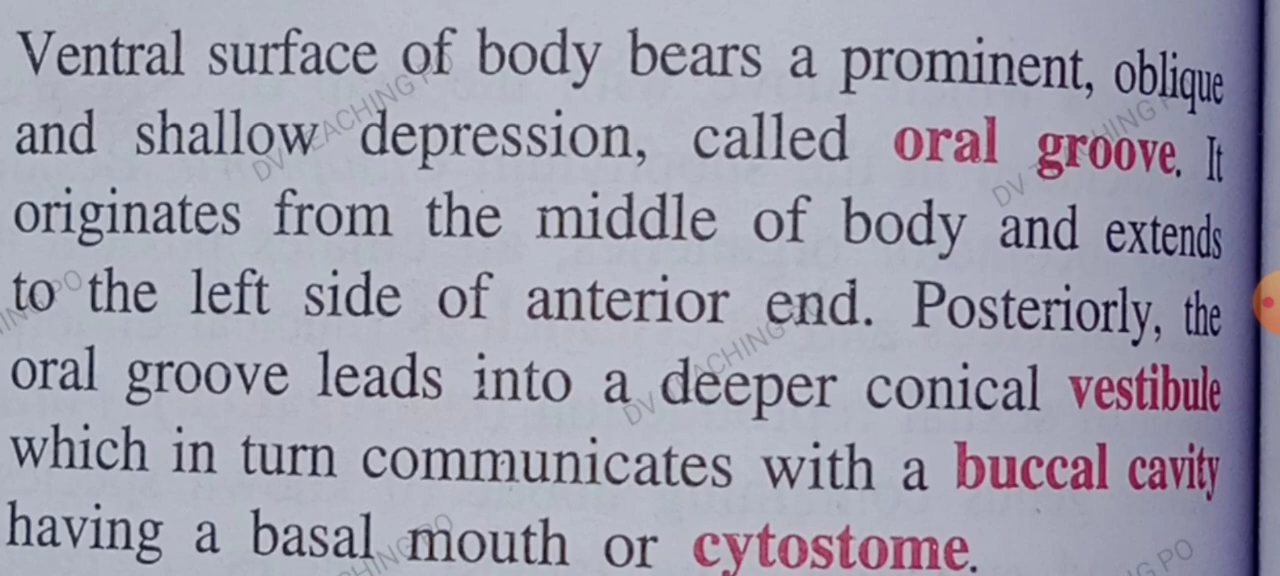 Ventral surface of body bears a prominent, oblique
and shallow depression, called oral groove. It
originates from the middle of body and extends
to the left side of anterior end. Posteriorly, the
oral groove leads into a deeper conical vestibule
which in turn communicates with a buccal cavity
having a basal mouth or cytostome.